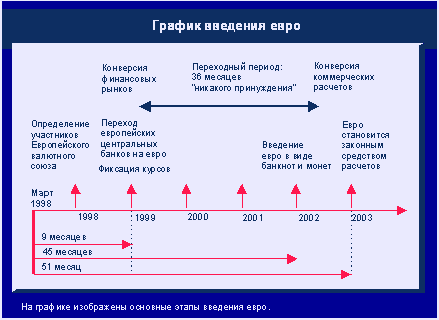 График введения евро
Конверсия
финансовых
рынков
Переходный период:
36 месяцев
"никакого принуждения"
Конверсия
коммерческих
расчетов
Определение
участников
Европейского
валютного
союза
Переход
европейских
центральных
банков на евро
Фиксация курсов
Введение
евро в виде
банкнот и монет
Евро
становится
законным
средством
расчетов
Март
1998
1998
1999
2000
2001
2002
2003
9 месяцев
45 месяцев
51 месяц
На графике изображены основные этапы введения евро.